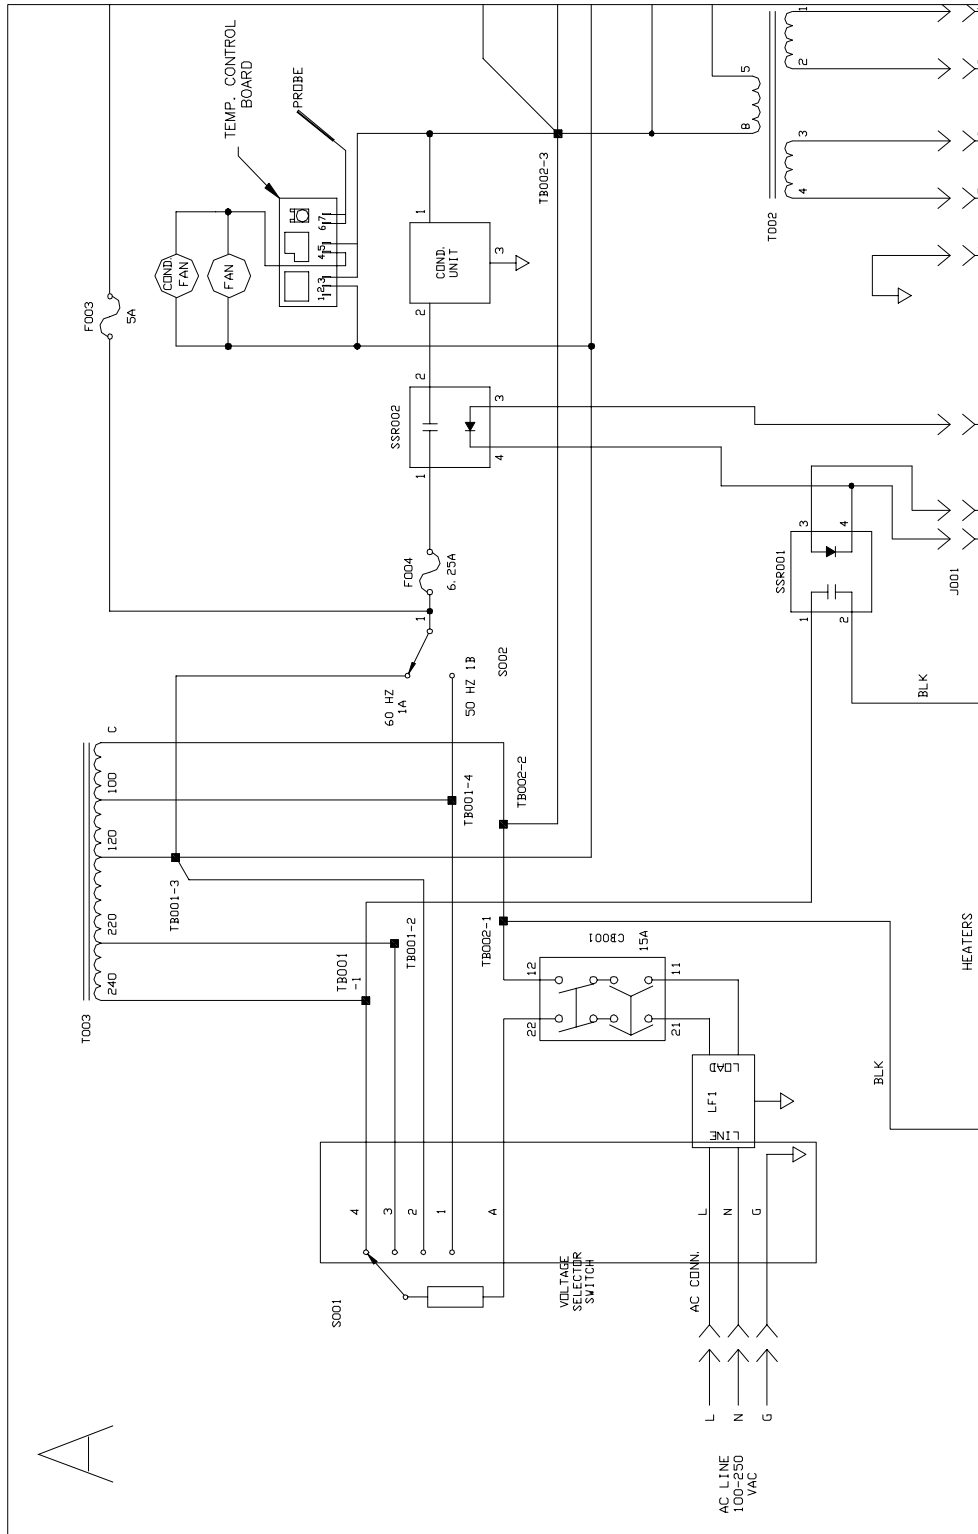 TEMP. CONTROL
BOARD
PROBE
COND
FAN
FAN
F003
5A
1 2 3
4 5
6 7
COND.
UNIT
1
2
3
TB002-3
5
8
T002
1
2
3
4
SSR002
1
2
3
4
F004
6.25A
1
60 HZ
1A
50 HZ 1B
S002
SSR001
1
2
3
4
J001
BLK
C
100
120
220
240
T003
TB001-4
TB002-2
TB001-3
TB001-2
TB001
-1
TB002-1
CB001
15A
12
11
22
21
HEATERS
BLK
LOAD
LF1
LINE
4
3
2
1
A
L
N
G
S001
VOLTAGE
SELECTOR
SWITCH
AC CONN.
L
N
G
AC LINE
100-250
VAC
A